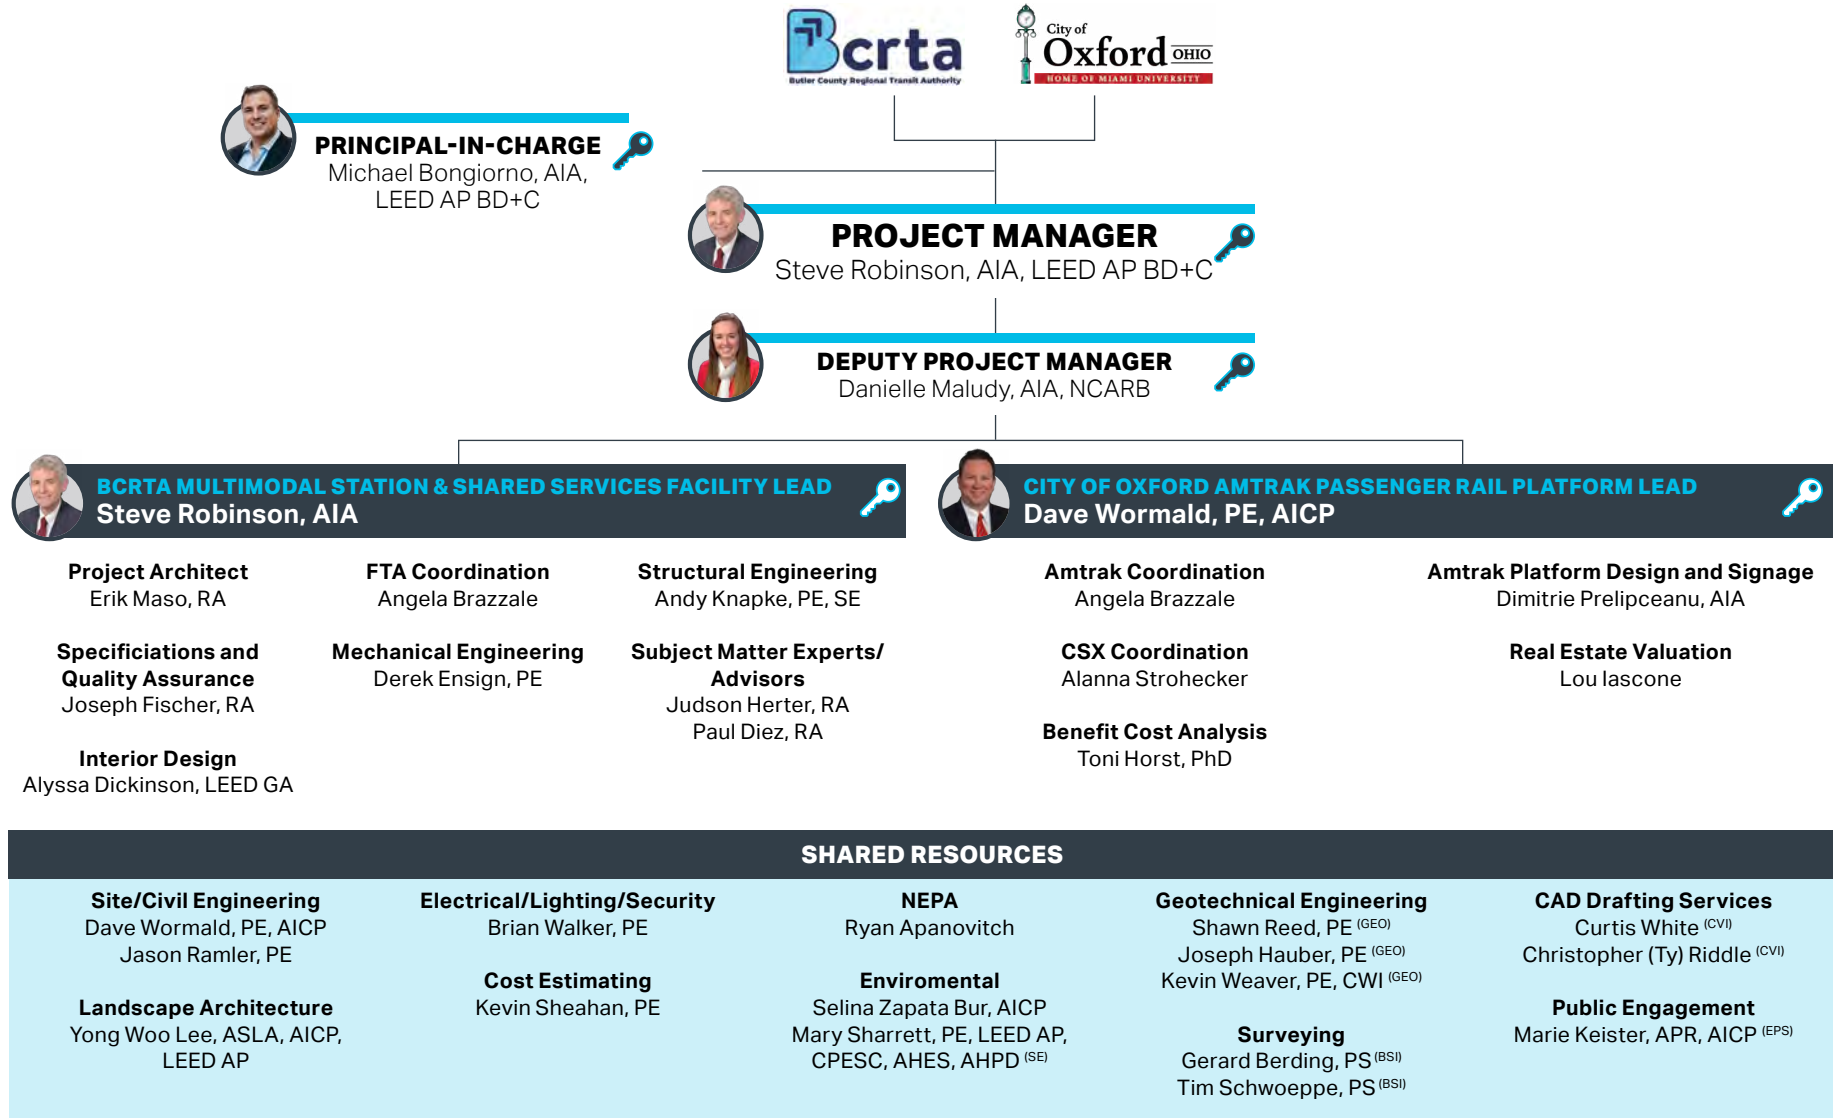 Bcrta
Butler County Regional Transit Authority
City of
Oxford OHIO
HOME OF MIAMI UNIVERSITY
PRINCIPAL-IN-CHARGE
Michael Bongiorno, AIA,
LEED AP BD+C
PROJECT MANAGER
Steve Robinson, AIA, LEED AP BD+C
DEPUTY PROJECT MANAGER
Danielle Maludy, AIA, NCARB
BCRTA MULTIMODAL STATION & SHARED SERVICES FACILITY LEAD
Steve Robinson, AIA
Project Architect
Erik Maso, RA
Specificiations and
Quality Assurance
Joseph Fischer, RA
Interior Design
Alyssa Dickinson, LEED GA
FTA Coordination
Angela Brazzale
Mechanical Engineering
Derek Ensign, PE
Structural Engineering
Andy Knapke, PE, SE
Subject Matter Experts/
Advisors
Judson Herter, RA
Paul Diez, RA
CITY OF OXFORD AMTRAK PASSENGER RAIL PLATFORM LEAD
Dave Wormald, PE, AICP
Amtrak Coordination
Angela Brazzale
CSX Coordination
Alanna Strohecker
Benefit Cost Analysis
Toni Horst, PhD
Amtrak Platform Design and Signage
Dimitrie Prelipceanu, AIA
Real Estate Valuation
Lou Iascone
SHARED RESOURCES
Site/Civil Engineering
Dave Wormald, PE, AICP
Jason Ramler, PE
Landscape Architecture
Yong Woo Lee, ASLA, AICP,
LEED AP
Electrical/Lighting/Security
Brian Walker, PE
Cost Estimating
Kevin Sheahan, PE
NEPA
Ryan Apanovitch
Enviromental
Selina Zapata Bur, AICP
Mary Sharrett, PE, LEED AP,
CPESC, AHES, AHPD (SE)
Geotechnical Engineering
Shawn Reed, PE (GEO)
Joseph Hauber, PE (GEO)
Kevin Weaver, PE, CWI (GEO)
Surveying
Gerard Berding, PS (BSI)
Tim Schwoeppe, PS (BSI)
CAD Drafting Services
Curtis White (CVI)
Christopher (Ty) Riddle (CVI)
Public Engagement
Marie Keister, APR, AICP (EPS)